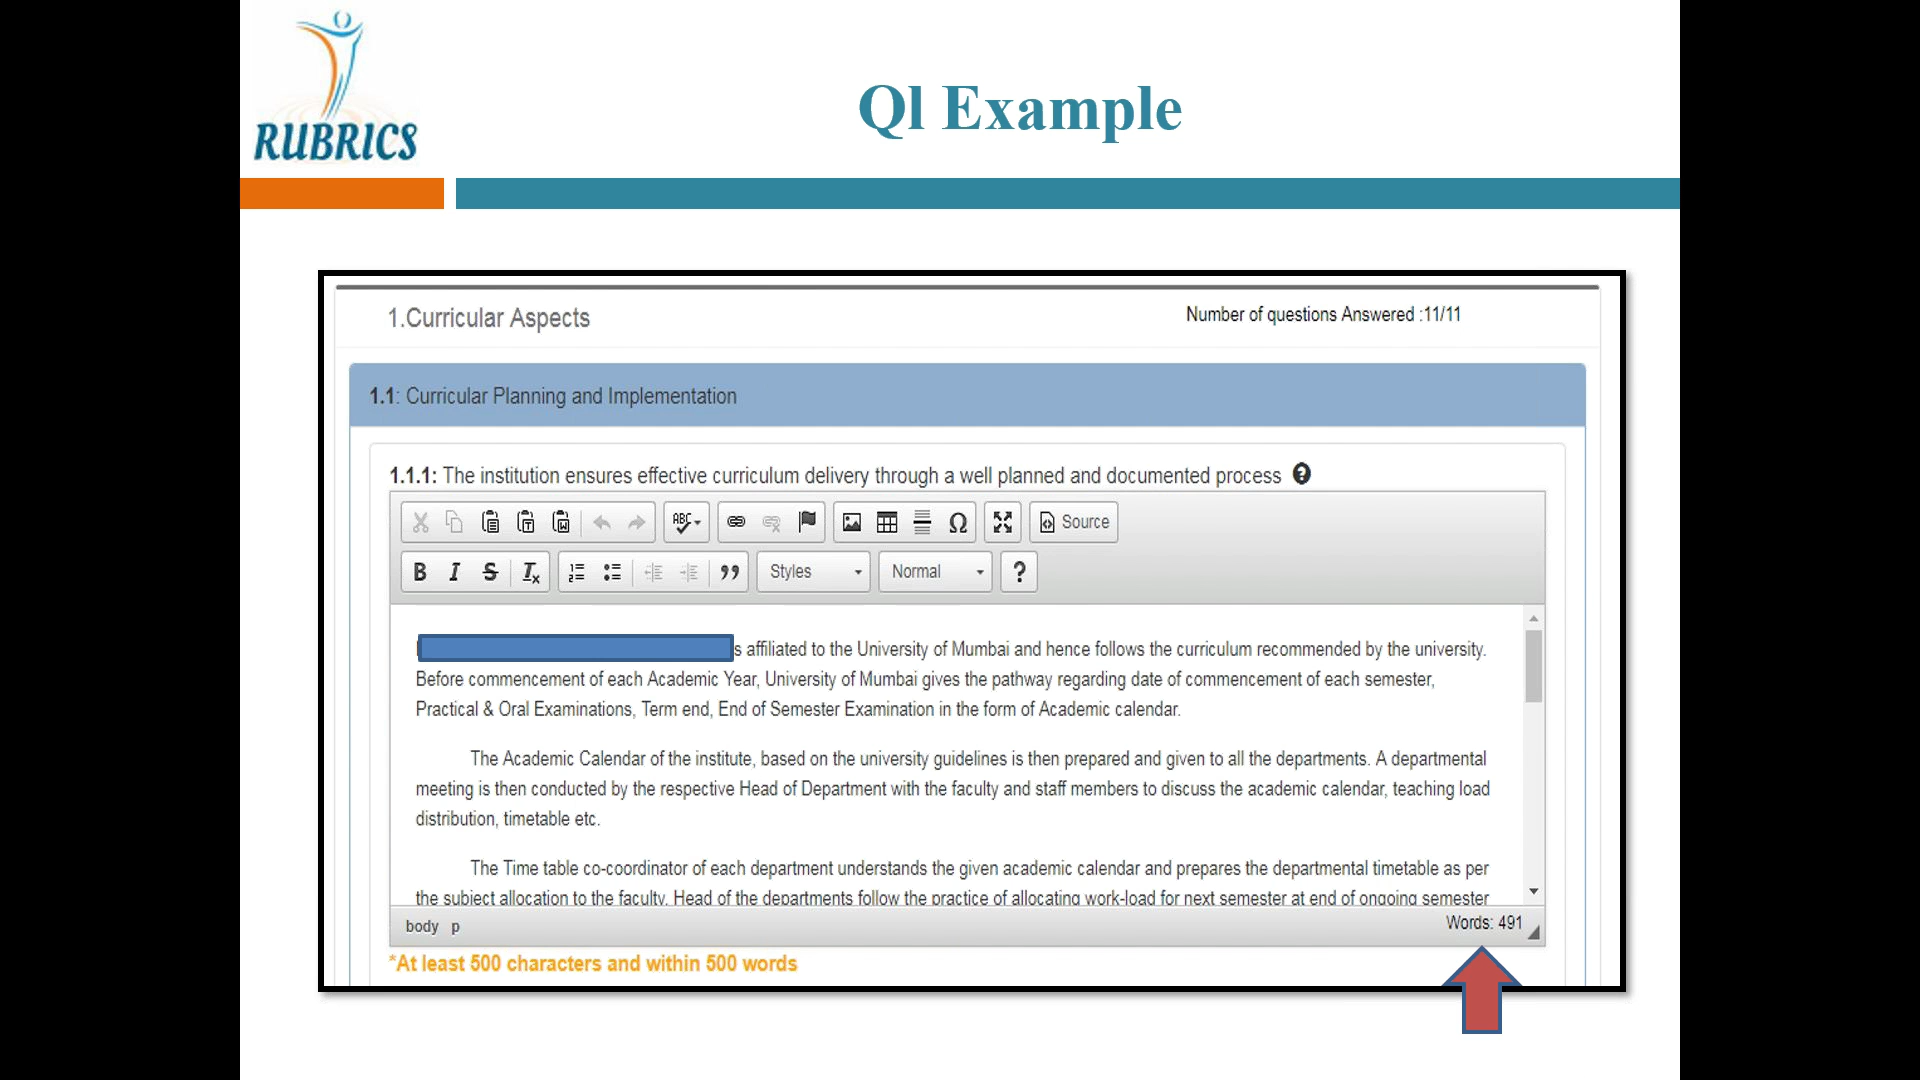 RUBRICS
Ql Example
1.Curricular Aspects
Number of questions Answered :11/11
1.1: Curricular Planning and Implementation
1.1.1: The institution ensures effective curriculum delivery through a well planned and documented process
ABC
Source
B I S Ix
Styles Normal ?
s affiliated to the University of Mumbai and hence follows the curriculum recommended by the university.
Before commencement of each Academic Year, University of Mumbai gives the pathway regarding date of commencement of each semester,
Practical & Oral Examinations, Term end, End of Semester Examination in the form of Academic calendar.
The Academic Calendar of the institute, based on the university guidelines is then prepared and given to all the departments. A departmental
meeting is then conducted by the respective Head of Department with the faculty and staff members to discuss the academic calendar, teaching load
distribution, timetable etc.
The Time table co-coordinator of each department understands the given academic calendar and prepares the departmental timetable as per
the subject allocation to the faculty. Head of the departments follow the practice of allocating work-load for next semester at end of ongoing semester
body p
Words: 491
*At least 500 characters and within 500 words